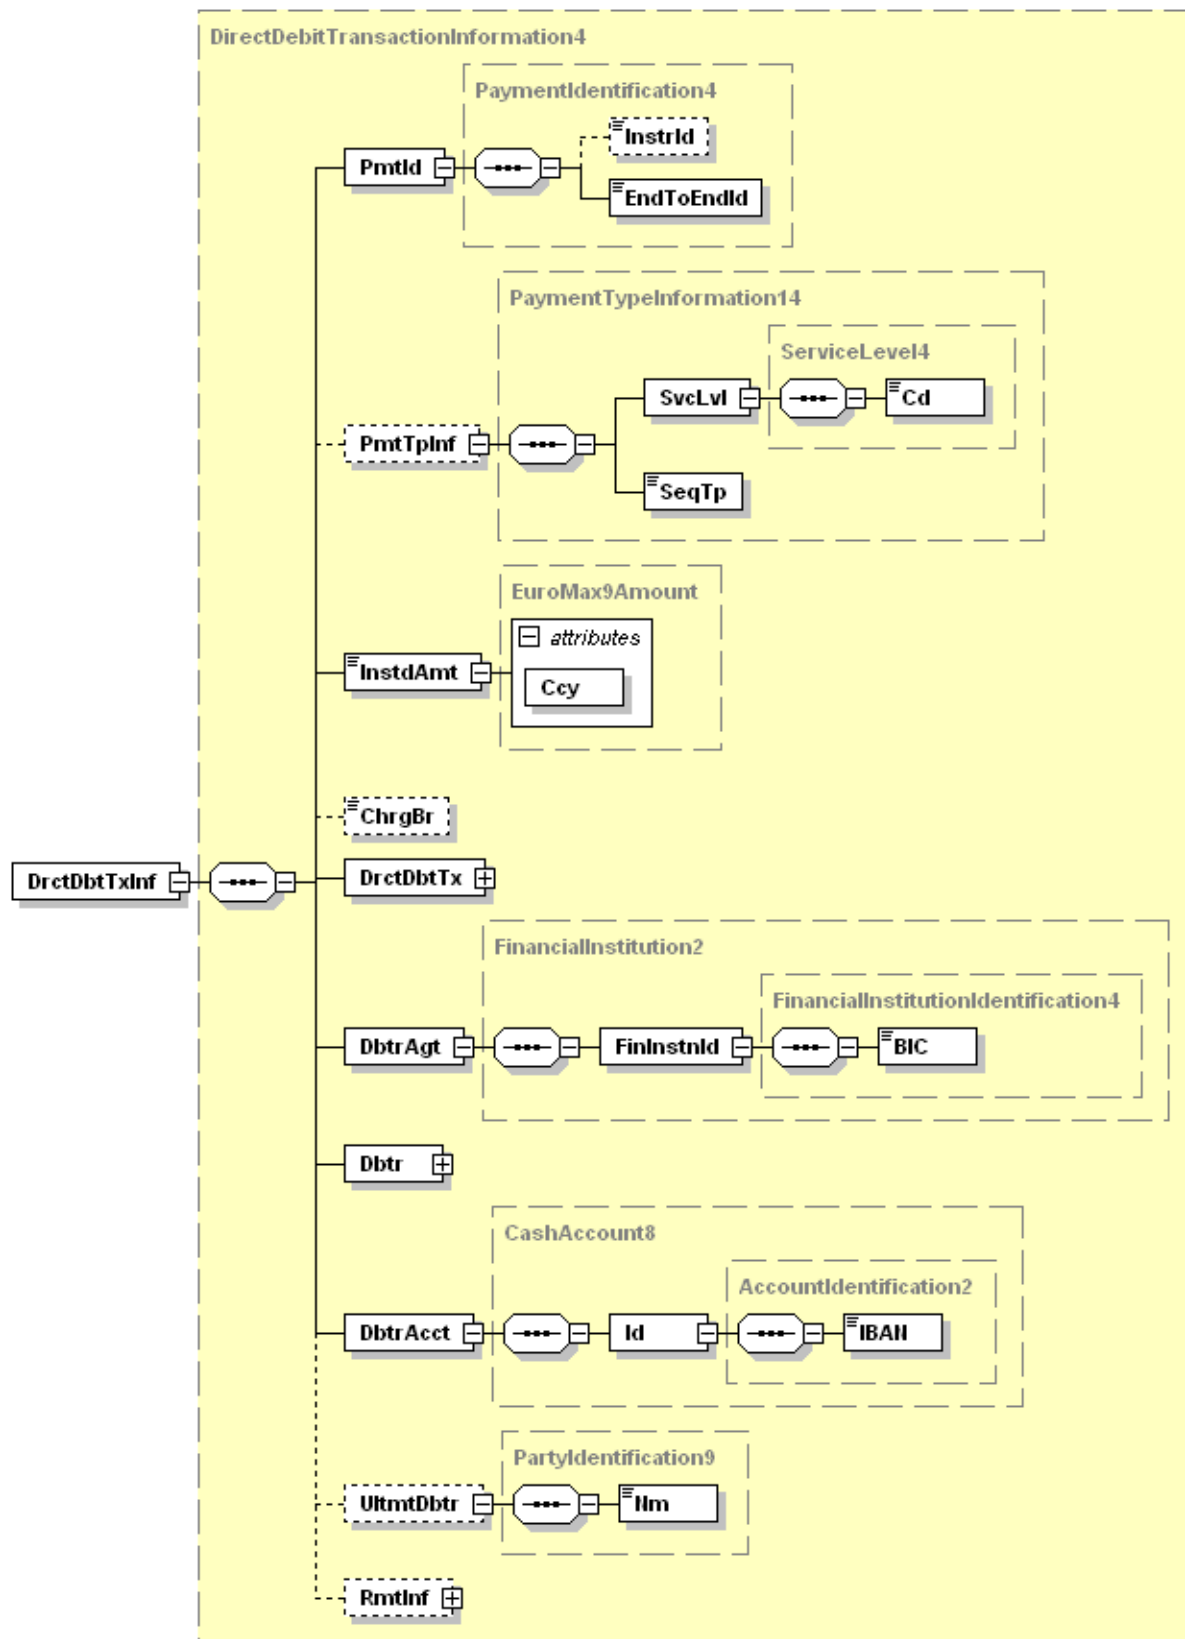 DirectDebitTransactionInformation4
PaymentIdentification4
InstrId
PmtId
EndToEndId
PaymentTypeInformation14
ServiceLevel4
SvcLvl
Cd
PmtTpInf
SeqTp
EuroMax9Amount
attributes
InstdAmt
Ccy
ChrgBr
DrctDbtTxInf
DrctDbtTx
FinancialInstitution2
FinancialInstitutionIdentification4
DbtrAgt
FinInstnId
BIC
Dbtr
CashAccount8
AccountIdentification2
DbtrAcct
Id
IBAN
PartyIdentification9
UltmtDbtr
Nm
RmtInf